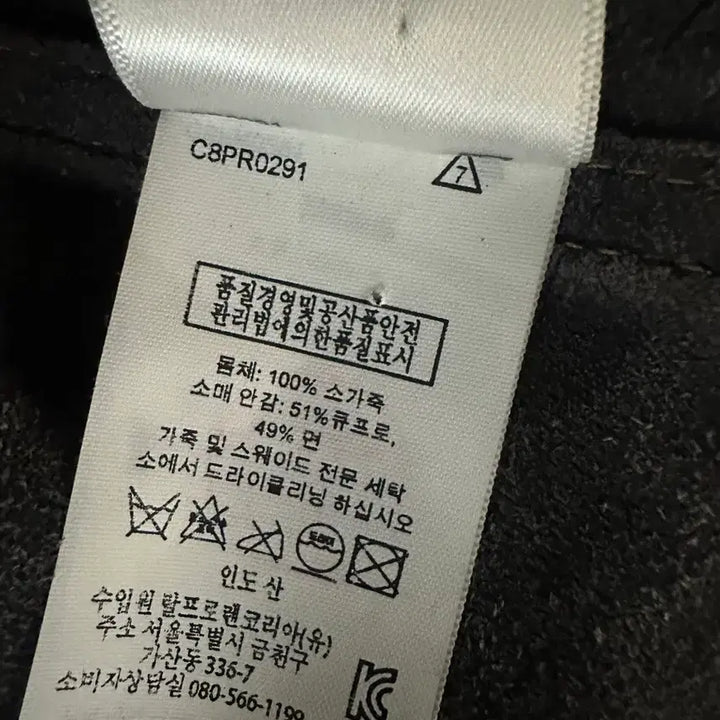 C8PR0291
7
품질경영및공산품안전
관리법에의한품질표시
몸체: 100% 소가죽
소매 안감: 51% 큐프로,
49% 면
가죽 및 스웨이드 전문 세탁
소에서 드라이클리닝 하십시오
인도 산
수입원 랄프로렌코리아(유)
주소 서울특별시 금천구
가산동 336-7
소비자상담실 080-566-1199